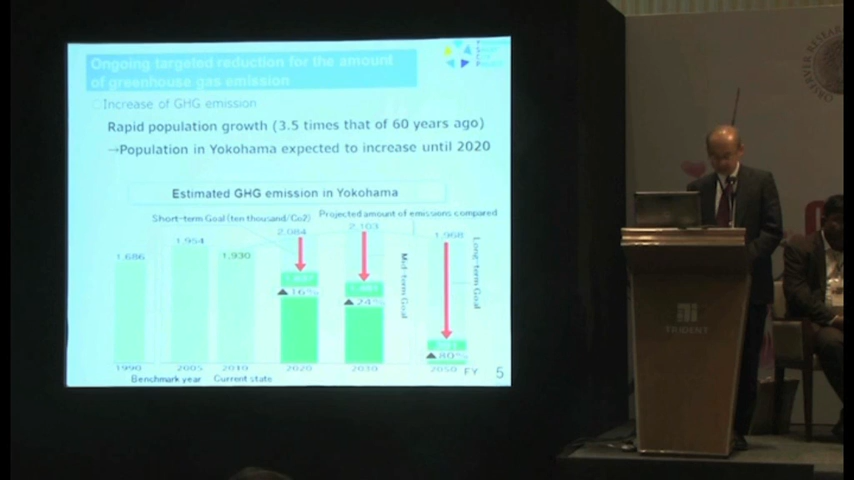 Ongoing targeted reduction for the amount
of greenhouse gas emission
Increase of GHG emission
Rapid population growth (3.5 times that of 60 years ago)
→Population in Yokohama expected to increase until 2020
Estimated GHG emission in Yokohama
Short-term Goal (ten thousand/Co2)
Projected amount of emissions compared
1,686
1,954
1,930
2,084
2,103
1,968
▲16%
▲24%
▲80%
Mid-term Goal
Long-term Goal
1990
2005
2010
2020
2030
2050
FY
Benchmark year
Current state
5
TRIDENT